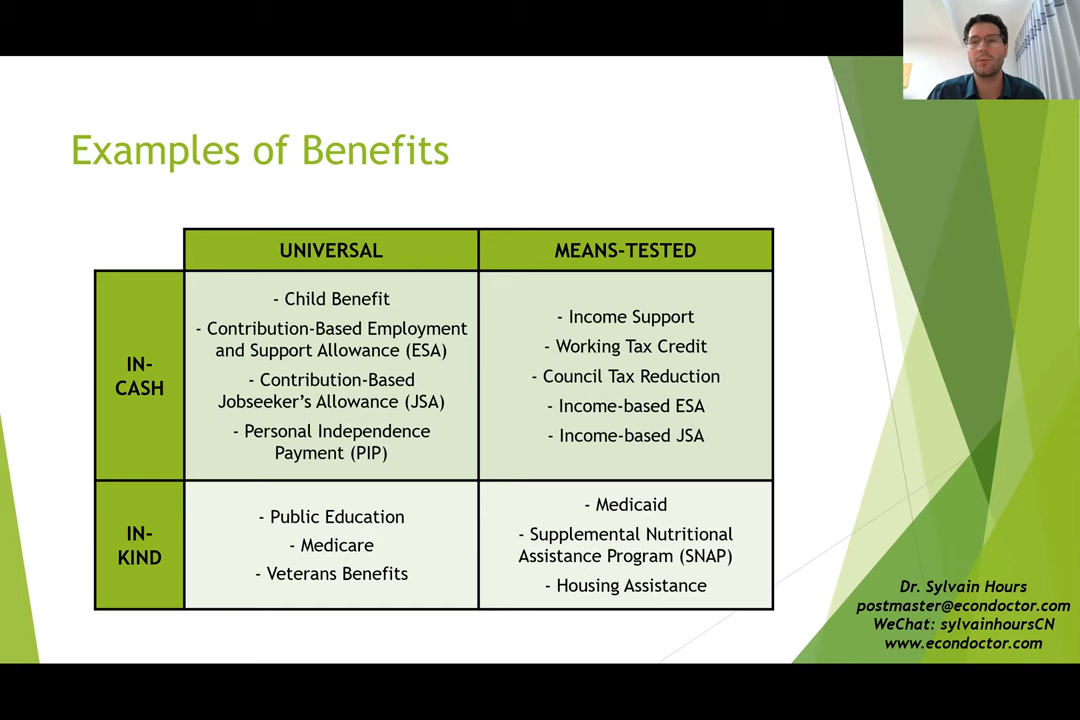 Examples of Benefits
UNIVERSAL
MEANS-TESTED
IN-
CASH
- Child Benefit
- Contribution-Based Employment
and Support Allowance (ESA)
- Contribution-Based
Jobseeker's Allowance (JSA)
- Personal Independence
Payment (PIP)
- Income Support
- Working Tax Credit
- Council Tax Reduction
- Income-based ESA
- Income-based JSA
IN-
KIND
- Public Education
- Medicare
- Veterans Benefits
- Medicaid
- Supplemental Nutritional
Assistance Program (SNAP)
- Housing Assistance
Dr. Sylvain Hours
postmaster@econdoctor.com
WeChat: sylvainhoursCN
www.econdoctor.com